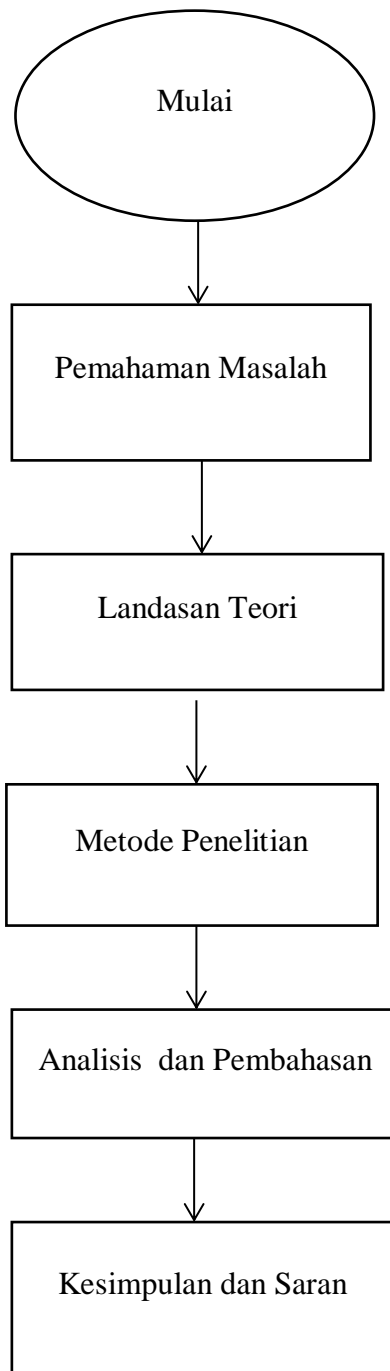 Mulai
Pemahaman Masalah
Landasan Teori
Metode Penelitian
Analisis  dan Pembahasan
Kesimpulan dan Saran